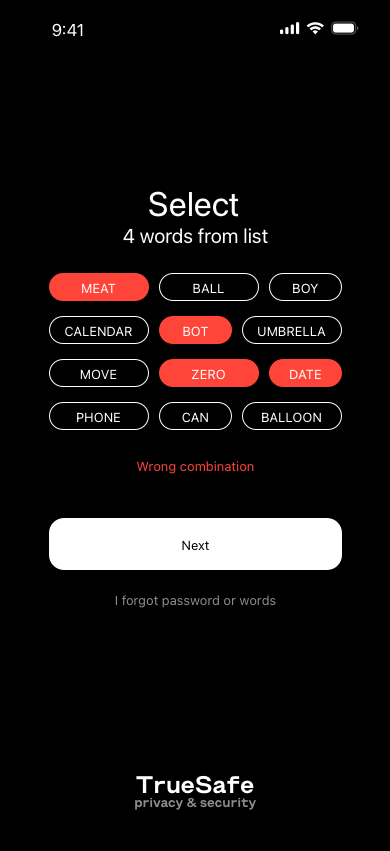 9:41
Select
4 words from list
MEAT BALL BOY
CALENDAR BOT UMBRELLA
MOVE ZERO DATE
PHONE CAN BALLOON
Wrong combination
Next
I forgot password or words
TrueSafe
privacy & security